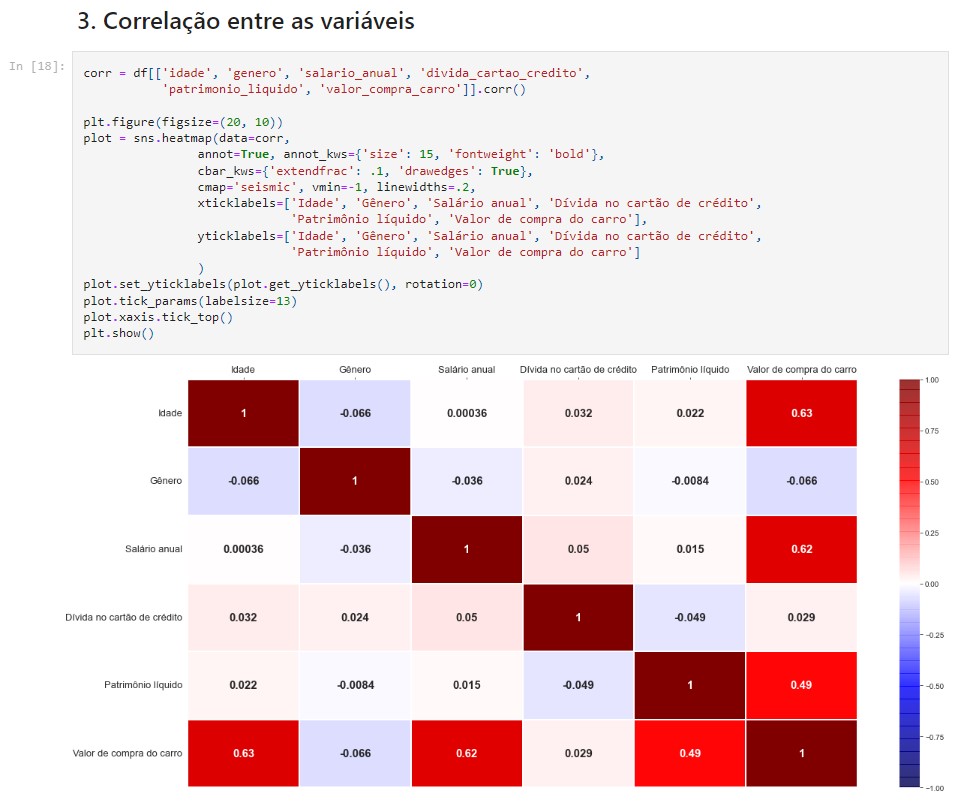 3. Correlação entre as variáveis
In [18]:
corr = df[['idade', 'genero', 'salario_anual', 'divida_cartao_credito',
'patrimonio_liquido', 'valor_compra_carro']].corr()
plt.figure(figsize=(20, 10))
plot = sns.heatmap(data=corr,
annot=True, annot_kws={'size': 15, 'fontweight': 'bold'},
cbar_kws={'extendfrac': .1, 'drawedges': True},
cmap='seismic', vmin=-1, linewidths=.2,
xticklabels=['Idade', 'Gênero', 'Salário anual', 'Dívida no cartão de crédito',
'Patrimônio líquido', 'Valor de compra do carro'],
yticklabels=['Idade', 'Gênero', 'Salário anual', 'Dívida no cartão de crédito',
'Patrimônio líquido', 'Valor de compra do carro']
)
plot.set_yticklabels(plot.get_yticklabels(), rotation=0)
plot.tick_params(labelsize=13)
plot.xaxis.tick_top()
plt.show()
Idade Gênero Salário anual Dívida no cartão de crédito Patrimônio líquido Valor de compra do carro
Idade 1 -0.066 0.00036 0.032 0.022 0.63
Gênero -0.066 1 -0.036 0.024 -0.0084 -0.066
Salário anual 0.00036 -0.036 1 0.05 0.015 0.62
Dívida no cartão de crédito 0.032 0.024 0.05 1 -0.049 0.029
Patrimônio líquido 0.022 -0.0084 0.015 -0.049 1 0.49
Valor de compra do carro 0.63 -0.066 0.62 0.029 0.49 1
1.00
0.75
0.50
0.25
0.00
−0.25
−0.50
−0.75
−1.00